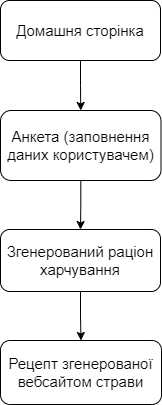 Домашня сторінка
Анкета (заповнення
даних користувачем)
Згенерований раціон
харчування
Рецепт згенерованої
вебсайтом страви